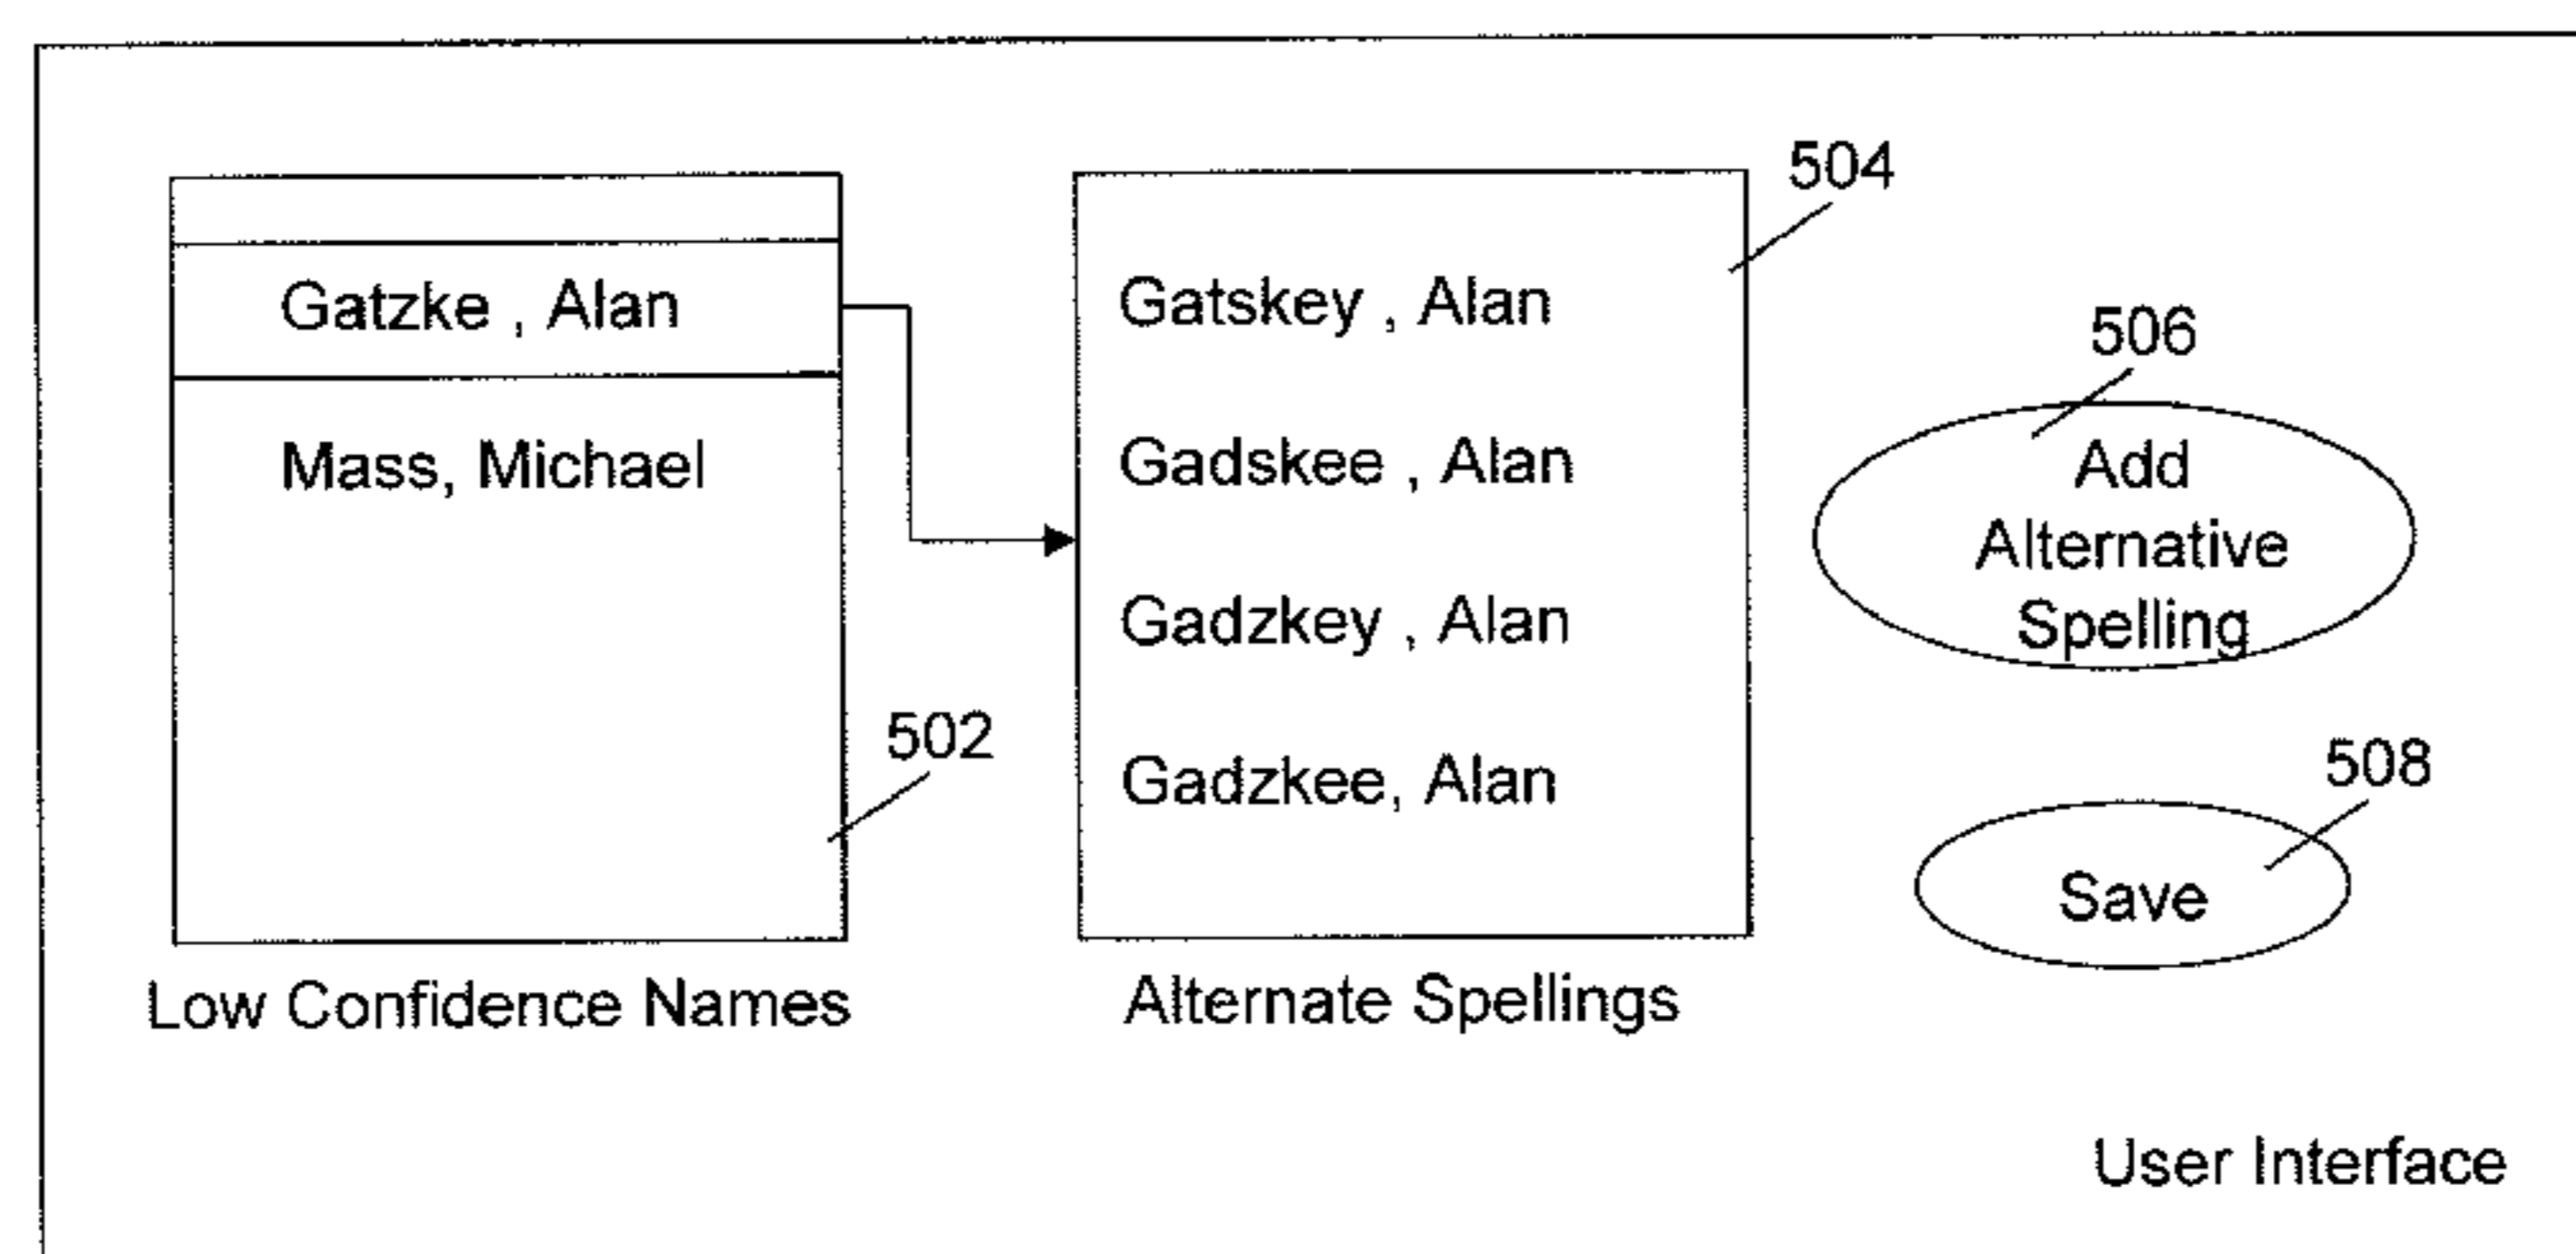 504
Gatzke , Alan
Gatskey , Alan
506
Mass, Michael
Gadskee , Alan
Add
Alternative
Spelling
Gadzkey , Alan
502
508
Gadzkee, Alan
Save
Low Confidence Names
Alternate Spellings
User Interface